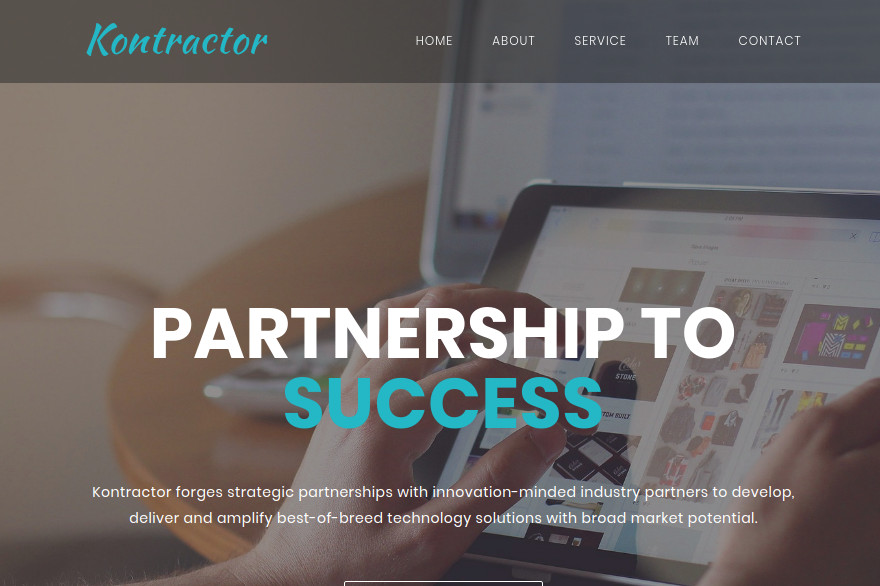 Kontractor
HOME ABOUT SERVICE TEAM CONTACT
PARTNERSHIP TO
SUCCESS
Kontractor forges strategic partnerships with innovation-minded industry partners to develop,
deliver and amplify best-of-breed technology solutions with broad market potential.